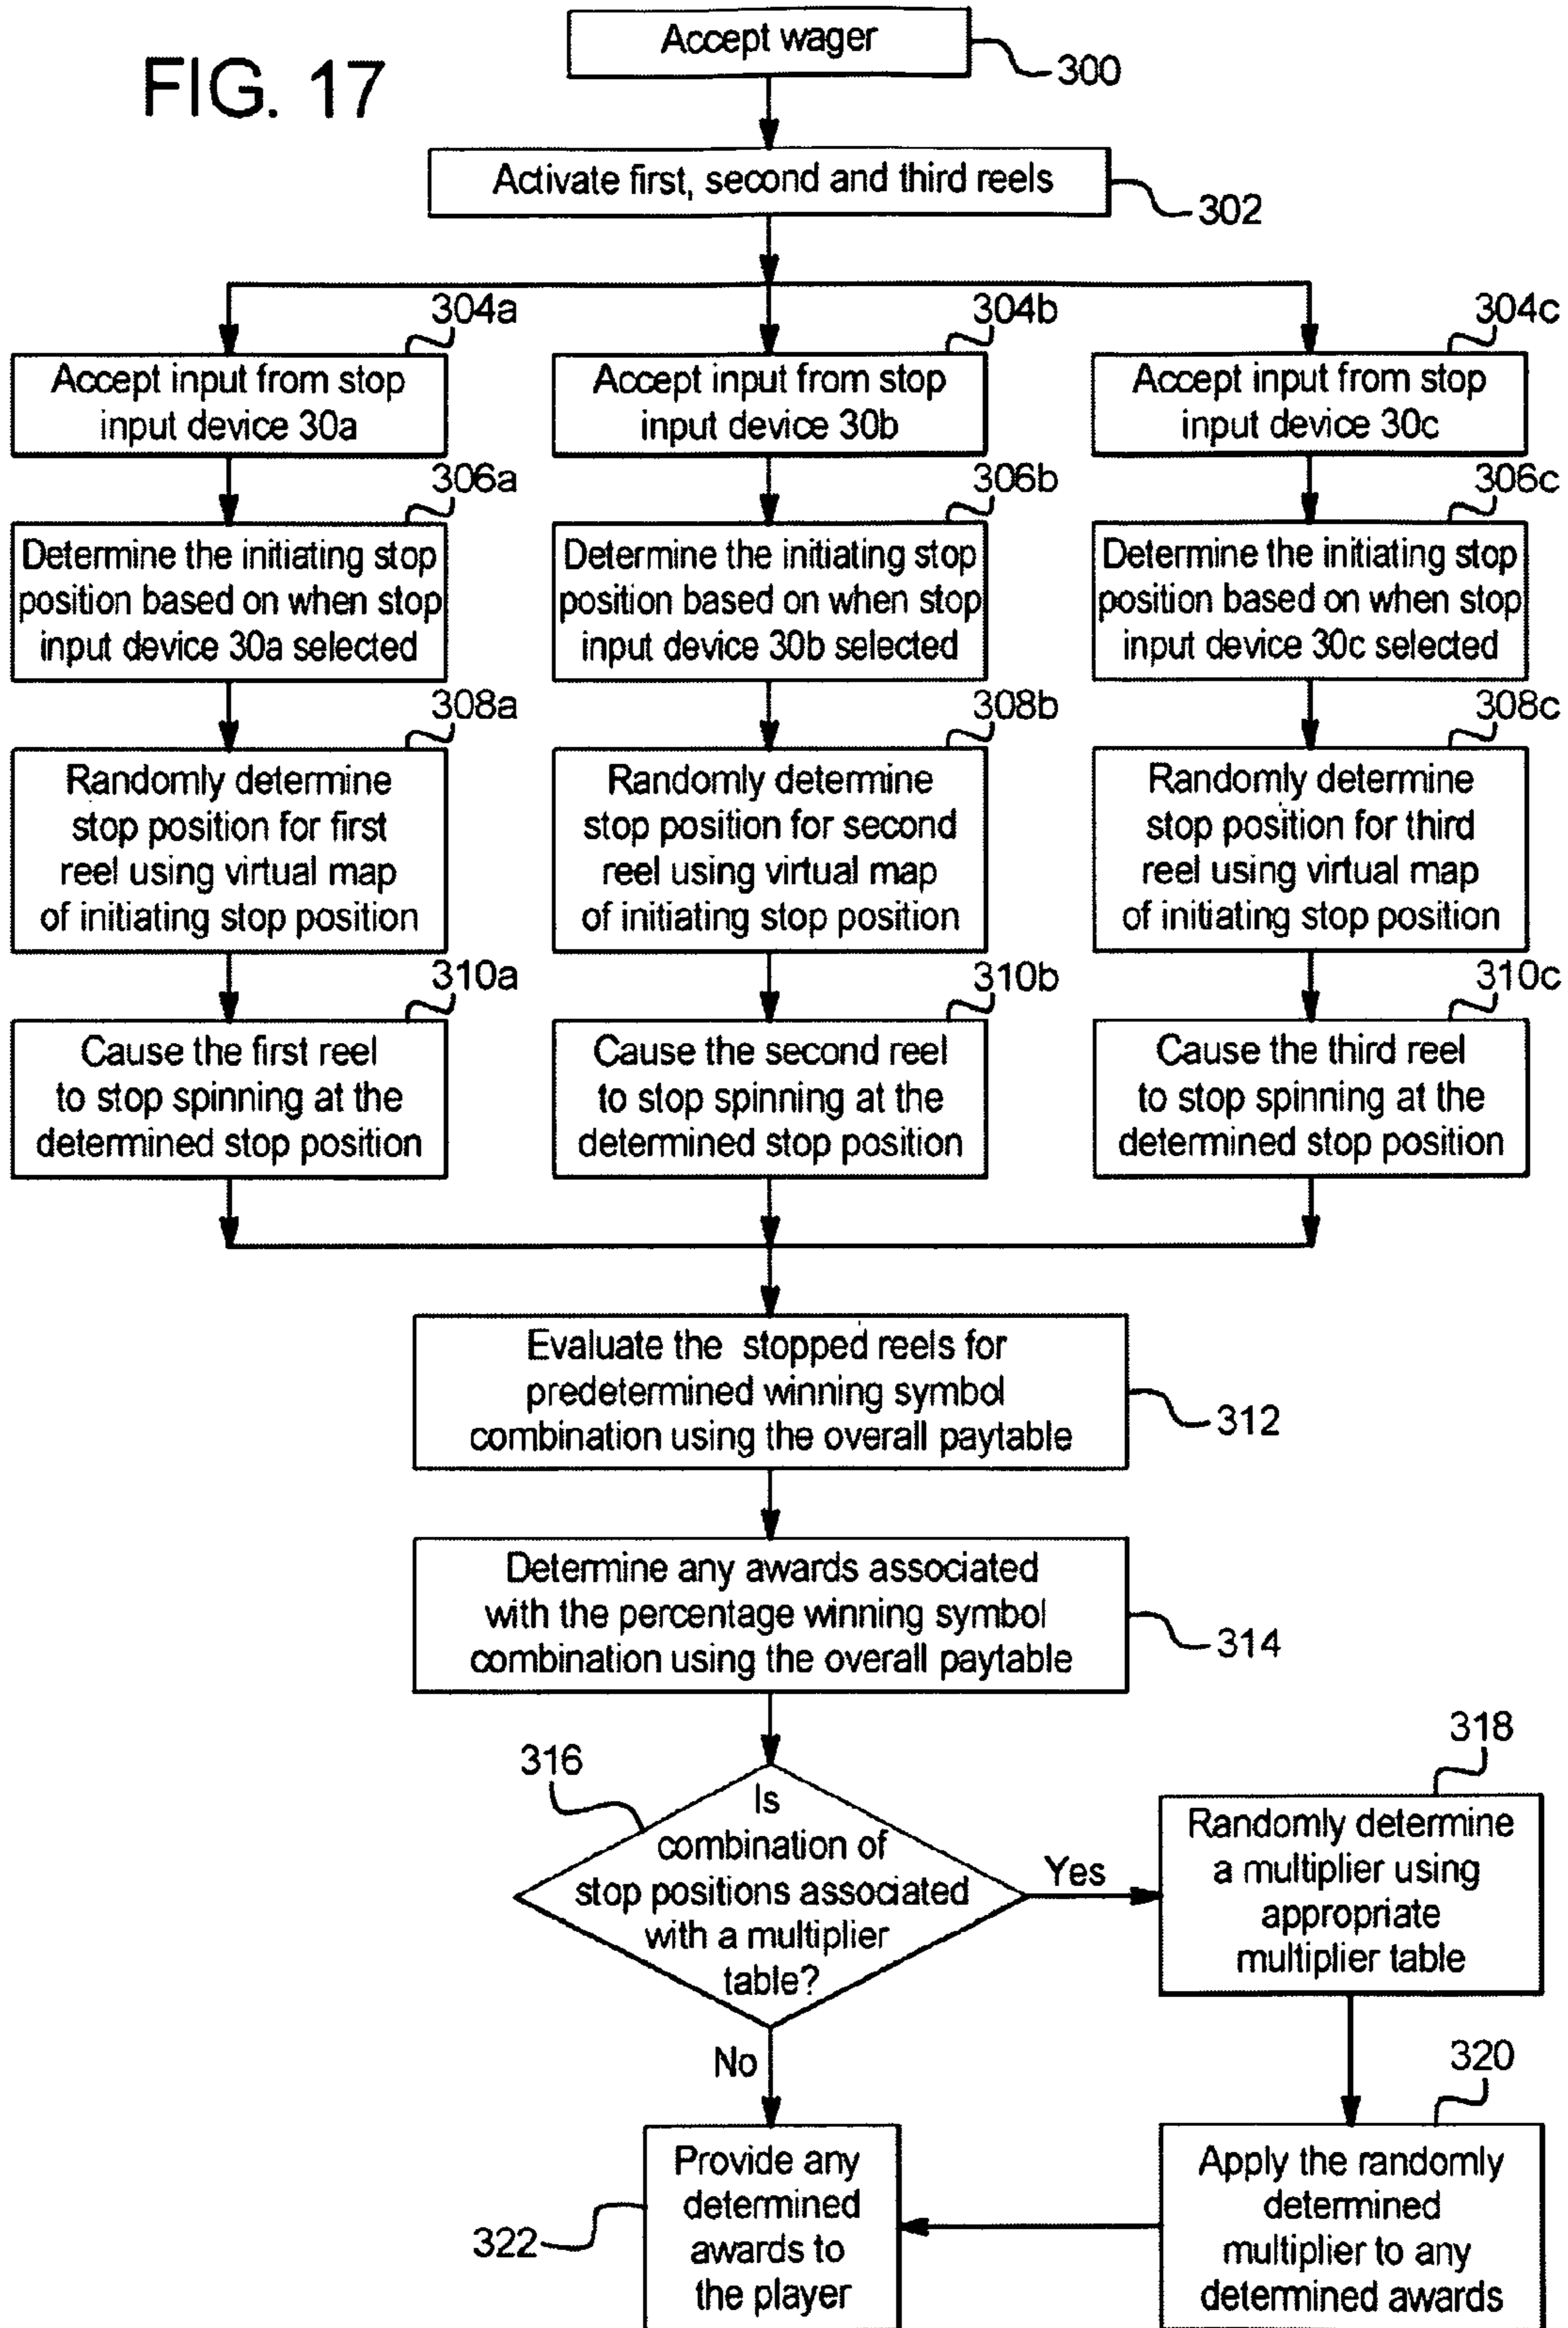 FIG. 17
Accept wager
300
Activate first, second and third reels
302
304a
Accept input from stop
input device 30a
304b
Accept input from stop
input device 30b
304c
Accept input from stop
input device 30c
306a
Determine the initiating stop
position based on when stop
input device 30a selected
306b
Determine the initiating stop
position based on when stop
input device 30b selected
306c
Determine the initiating stop
position based on when stop
input device 30c selected
308a
Randomly determine
stop position for first
reel using virtual map
of initiating stop position
308b
Randomly determine
stop position for second
reel using virtual map
of initiating stop position
308c
Randomly determine
stop position for third
reel using virtual map
of initiating stop position
310a
Cause the first reel
to stop spinning at the
determined stop position
310b
Cause the second reel
to stop spinning at the
determined stop position
310c
Cause the third reel
to stop spinning at the
determined stop position
Evaluate the stopped reels for
predetermined winning symbol
combination using the overall paytable
312
Determine any awards associated
with the percentage winning symbol
combination using the overall paytable
314
316
Is
combination of
stop positions associated
with a multiplier
table?
Yes
No
318
Randomly determine
a multiplier using
appropriate
multiplier table
320
Apply the randomly
determined
multiplier to any
determined awards
322
Provide any
determined
awards to
the player